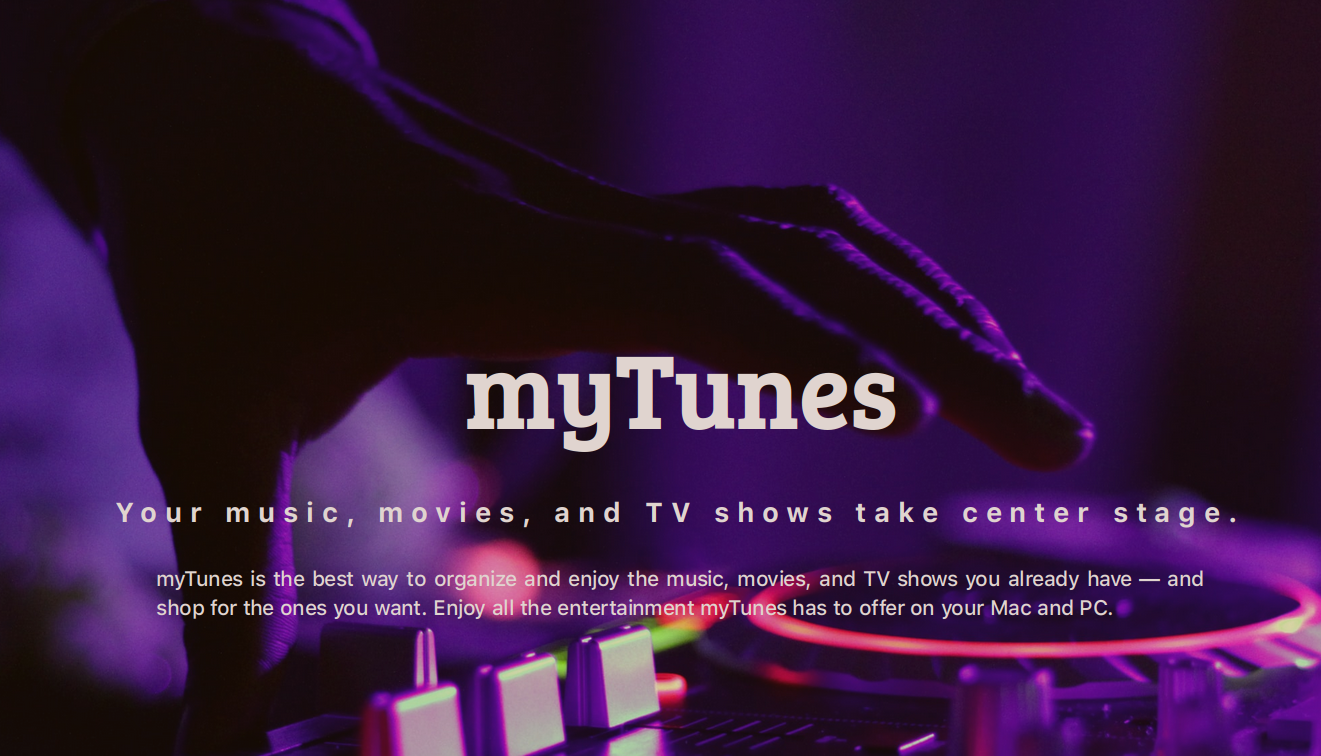 myTunes
Your music, movies, and TV shows take center stage.
myTunes is the best way to organize and enjoy the music, movies, and TV shows you already have — and
shop for the ones you want. Enjoy all the entertainment myTunes has to offer on your Mac and PC.